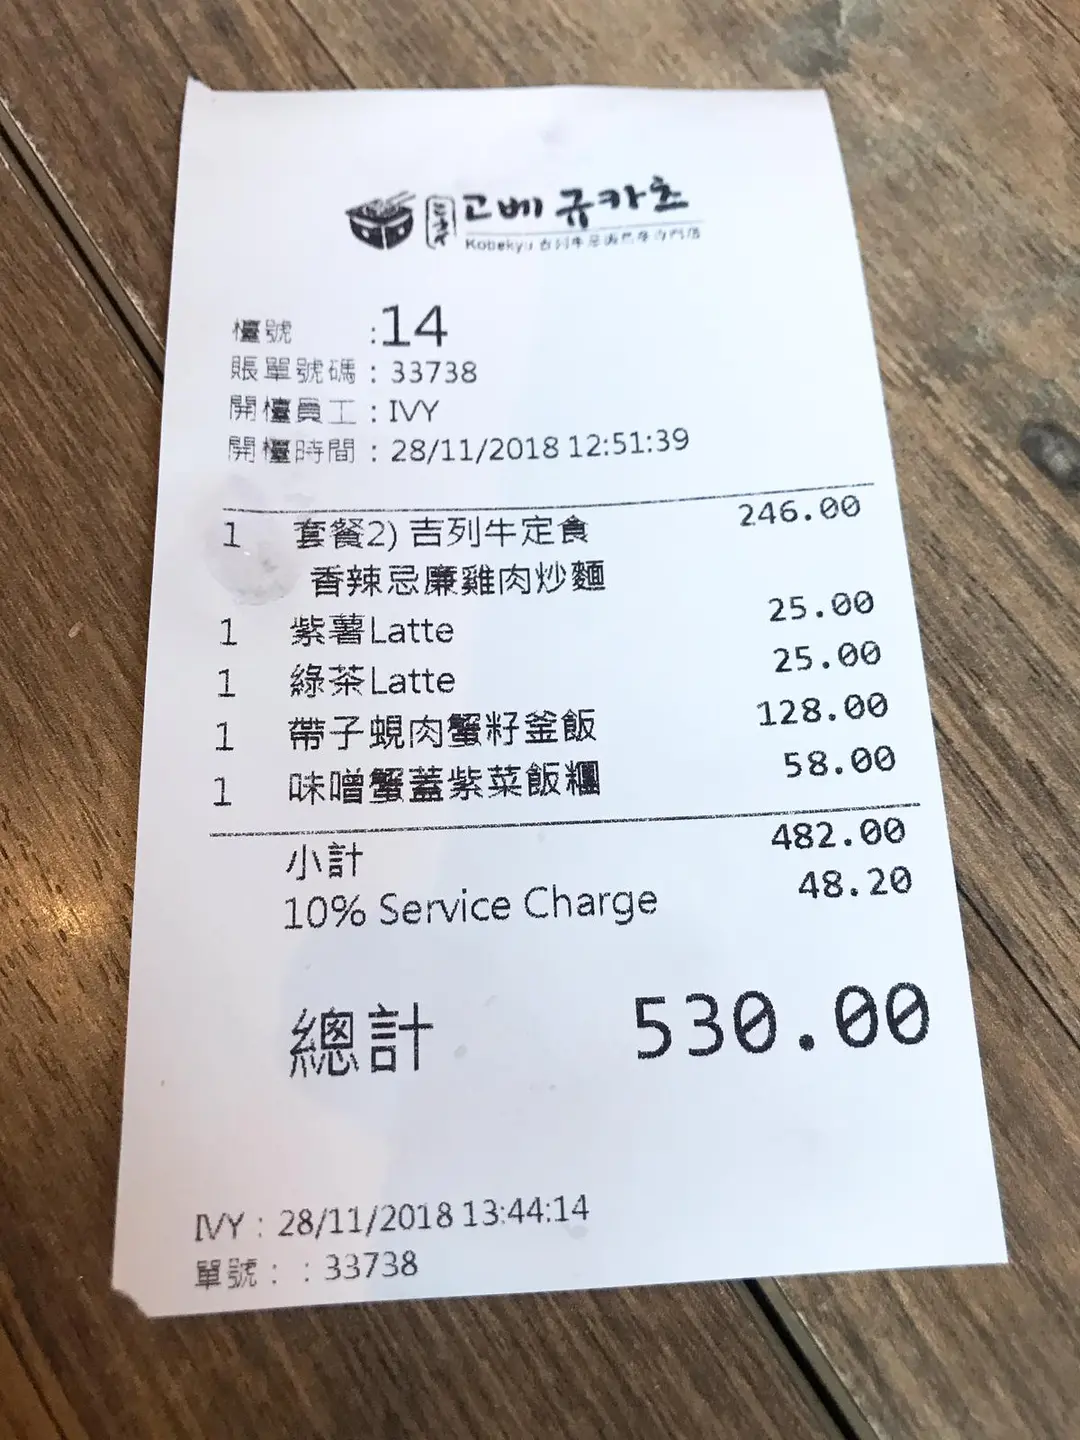 고베 규카츠
Kobekyu 吉列牛
檯號 :14
賬單號碼 : 33738
開檯員工 : IVY
開檯時間 : 28/11/2018 12:51:39
1 套餐2) 吉列牛定食 246.00
香辣忌廉雞肉炒麵
1 紫薯Latte 25.00
1 綠茶Latte 25.00
1 帶子蜆肉蟹籽釜飯 128.00
1 味噌蟹蓋紫菜飯糰 58.00
小計 482.00
10% Service Charge 48.20
總計 530.00
IVY : 28/11/2018 13:44:14
單號 : : 33738